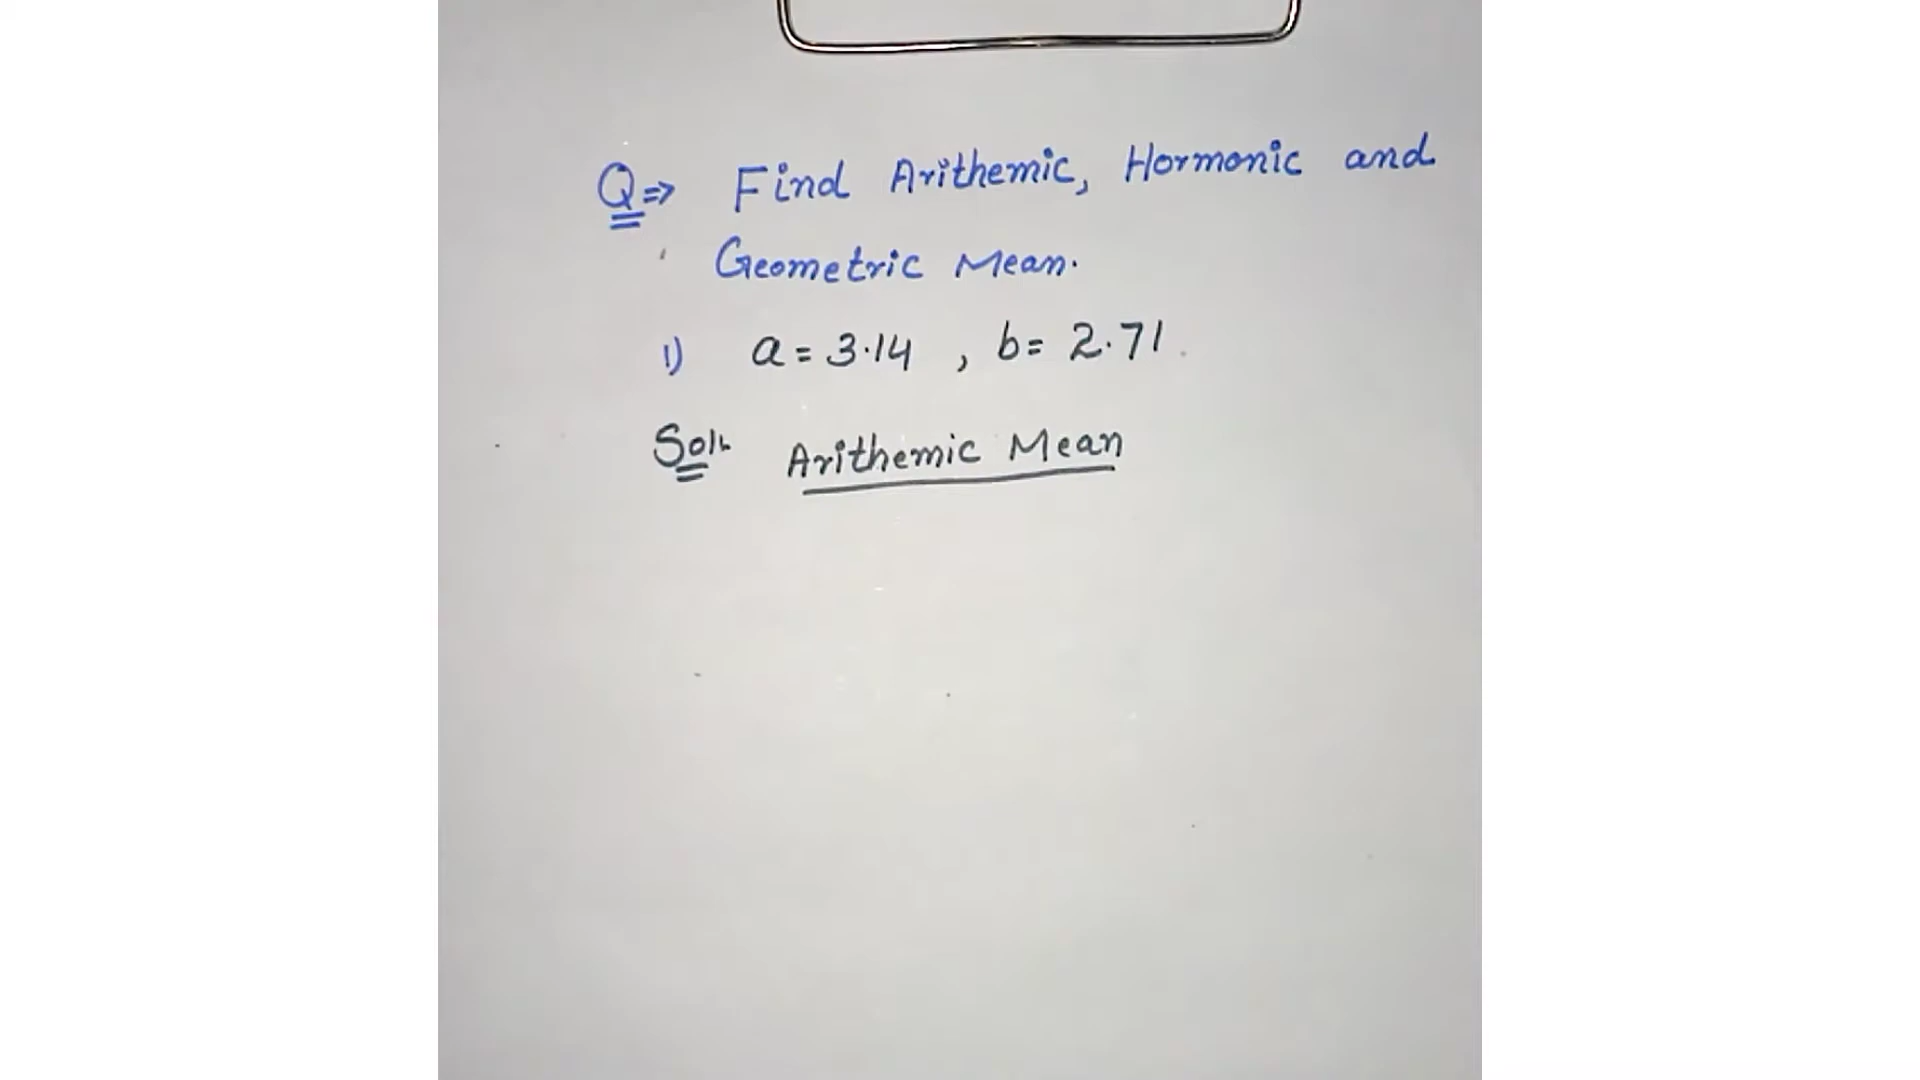 Q⇒ Find Arithemic, Hormonic and
Geometric Mean.
1) a = 3.14 , b = 2.71
Soln Arithemic Mean